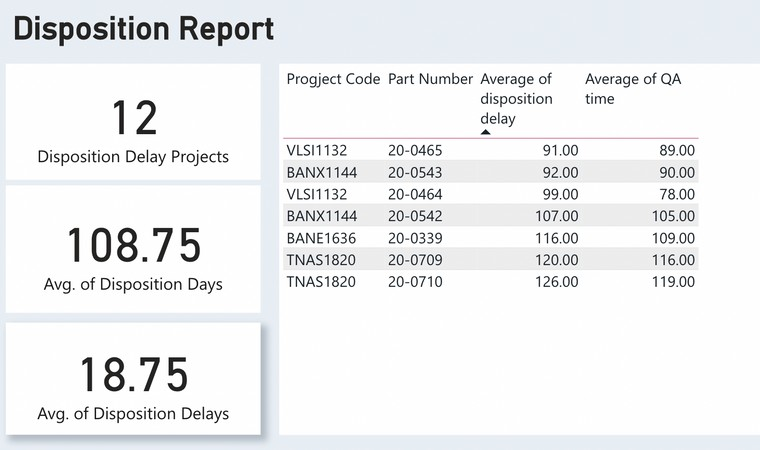 Disposition Report
12
Disposition Delay Projects
108.75
Avg. of Disposition Days
18.75
Avg. of Disposition Delays
Progject Code Part Number Average of disposition delay Average of QA time
VLSI1132 20-0465 91.00 89.00
BANX1144 20-0543 92.00 90.00
VLSI1132 20-0464 99.00 78.00
BANX1144 20-0542 107.00 105.00
BANE1636 20-0339 116.00 109.00
TNAS1820 20-0709 120.00 116.00
TNAS1820 20-0710 126.00 119.00